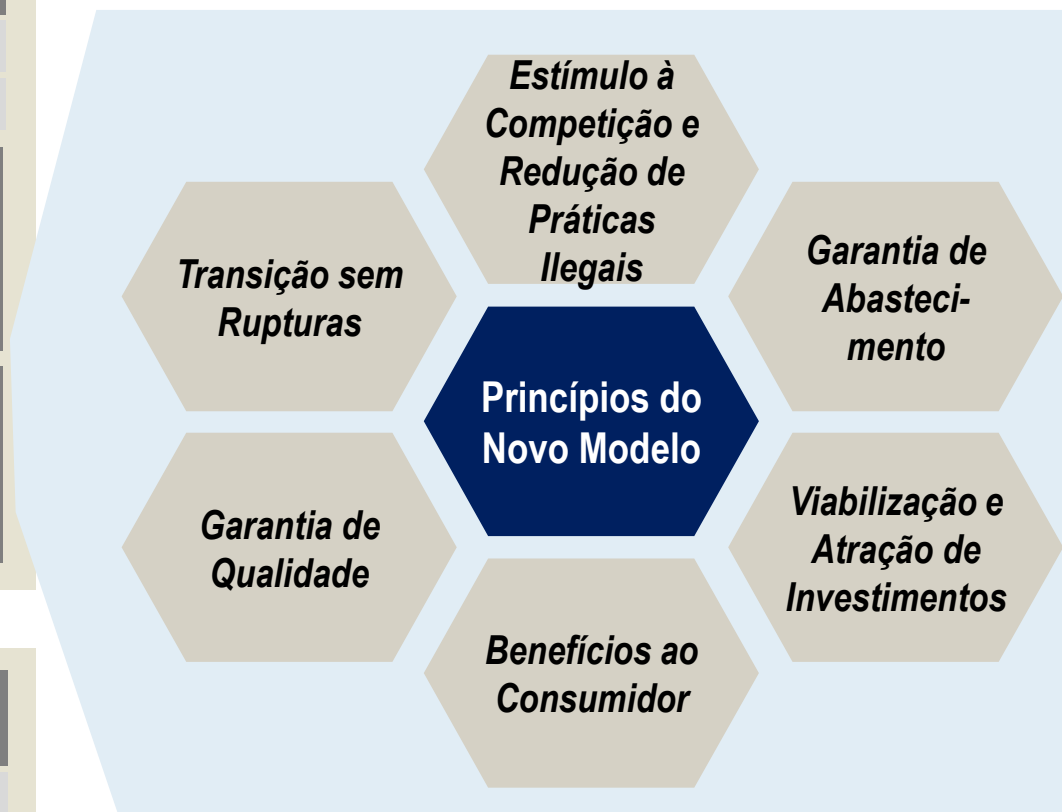 Estímulo à
Competição e
Redução de
Práticas
Ilegais
Transição sem
Rupturas
Garantia de
Abasteci-
mento
Princípios do
Novo Modelo
Garantia de
Qualidade
Viabilização e
Atração de
Investimentos
Benefícios ao
Consumidor